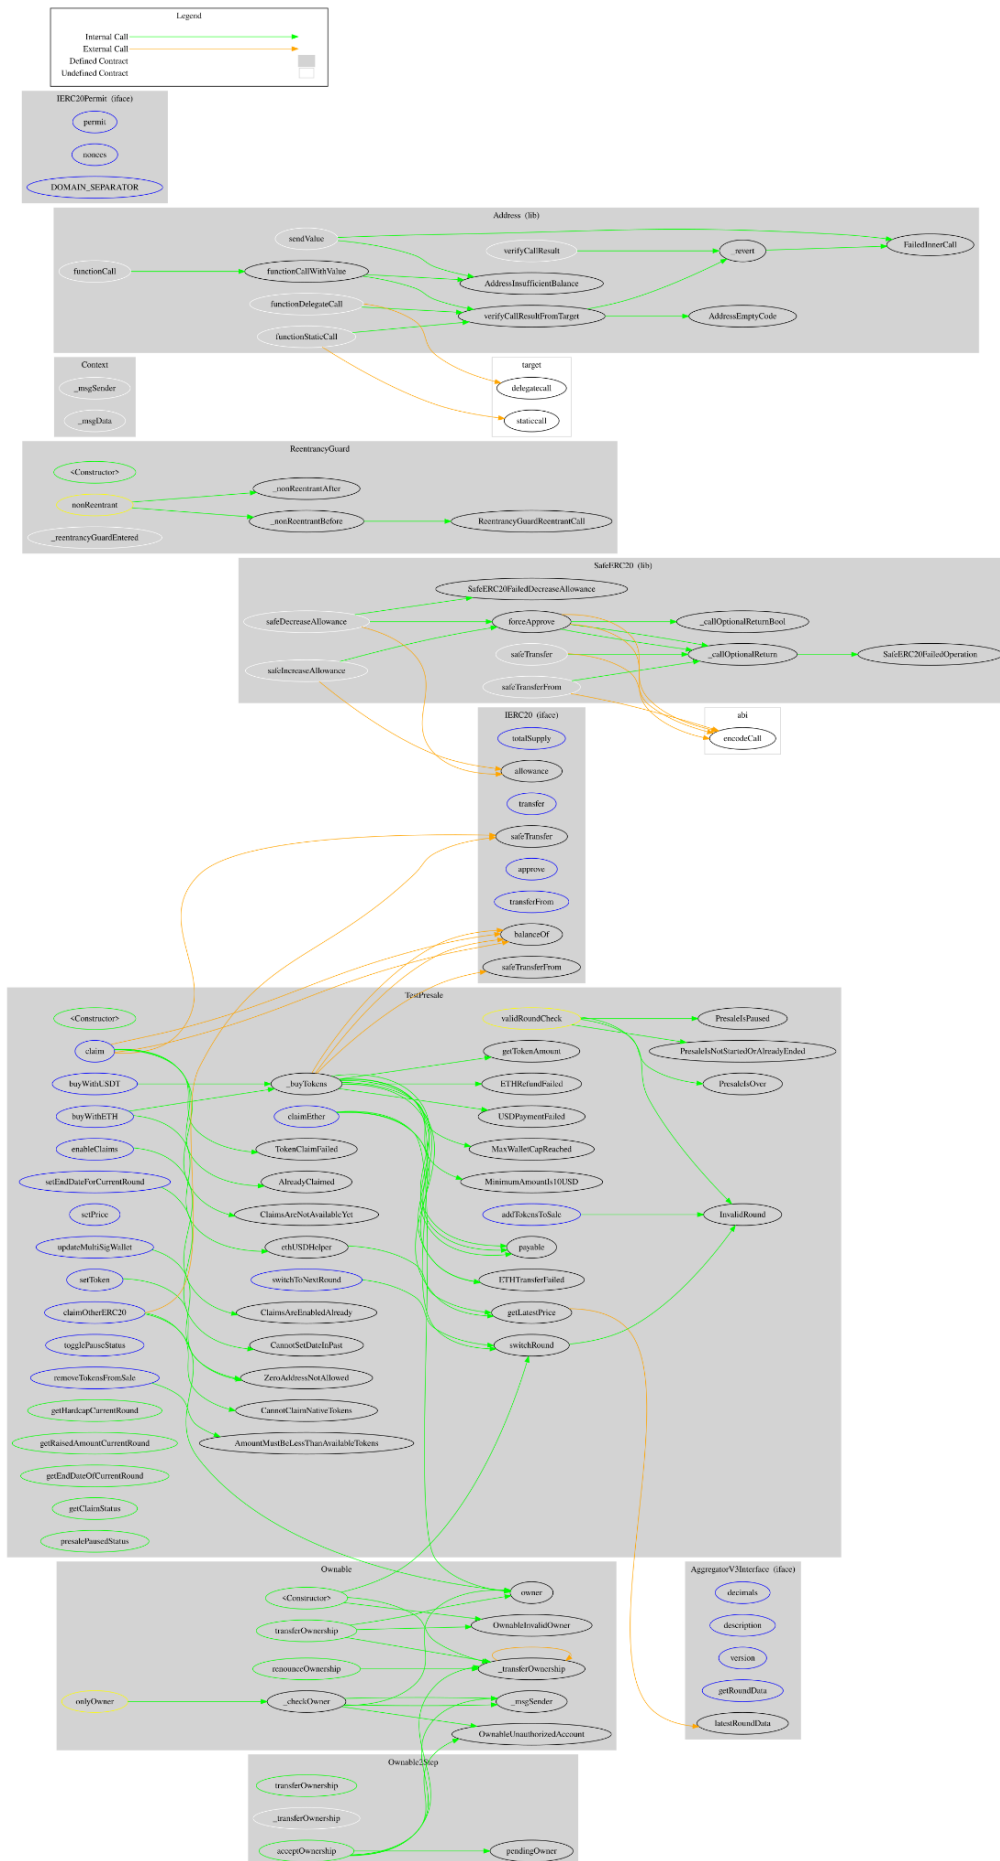 Legend
Internal Call
External Call
Defined Contract
Undefined Contract
IERC20Permit (iface)
permit
nonces
DOMAIN_SEPARATOR
Address (lib)
sendValue
verifyCallResult
_revert
FailedInnerCall
functionCall
functionCallWithValue
AddressInsufficientBalance
functionDelegateCall
verifyCallResultFromTarget
AddressEmptyCode
functionStaticCall
Context
_msgSender
_msgData
target
delegatecall
staticcall
ReentrancyGuard
<Constructor>
nonReentrant
_nonReentrantAfter
_nonReentrantBefore
ReentrancyGuardReentrantCall
_reentrancyGuardEntered
SafeERC20 (lib)
SafeERC20FailedDecreaseAllowance
safeDecreaseAllowance
forceApprove
_callOptionalReturnBool
safeTransfer
_callOptionalReturn
SafeERC20FailedOperation
safeIncreaseAllowance
safeTransferFrom
abi
encodeCall
IERC20 (iface)
totalSupply
allowance
transfer
safeTransfer
approve
transferFrom
balanceOf
safeTransferFrom
TestPresale
<Constructor>
validRoundCheck
PresaleIsPaused
claim
getTokenAmount
PresaleIsNotStartedOrAlreadyEnded
buyWithUSDT
_buyTokens
ETHRefundFailed
PresaleIsOver
buyWithETH
claimEther
USDPaymentFailed
enableClaims
TokenClaimFailed
MaxWalletCapReached
setEndDateForCurrentRound
AlreadyClaimed
MinimumAmountIs10USD
setPrice
ClaimsAreNotAvailableYet
addTokensToSale
InvalidRound
updateMultiSigWallet
ethUSDHelper
payable
setToken
switchToNextRound
ETHTransferFailed
claimOtherERC20
ClaimsAreEnabledAlready
getLatestPrice
togglePauseStatus
CannotSetDateInPast
switchRound
removeTokensFromSale
ZeroAddressNotAllowed
getHardcapCurrentRound
CannotClaimNativeTokens
getRaisedAmountCurrentRound
AmountMustBeLessThanAvailableTokens
getEndDateOfCurrentRound
getClaimStatus
presalePausedStatus
Ownable
<Constructor>
owner
transferOwnership
OwnableInvalidOwner
renounceOwnership
_transferOwnership
onlyOwner
_checkOwner
_msgSender
OwnableUnauthorizedAccount
AggregatorV3Interface (iface)
decimals
description
version
getRoundData
latestRoundData
Ownable2Step
transferOwnership
_transferOwnership
acceptOwnership
pendingOwner